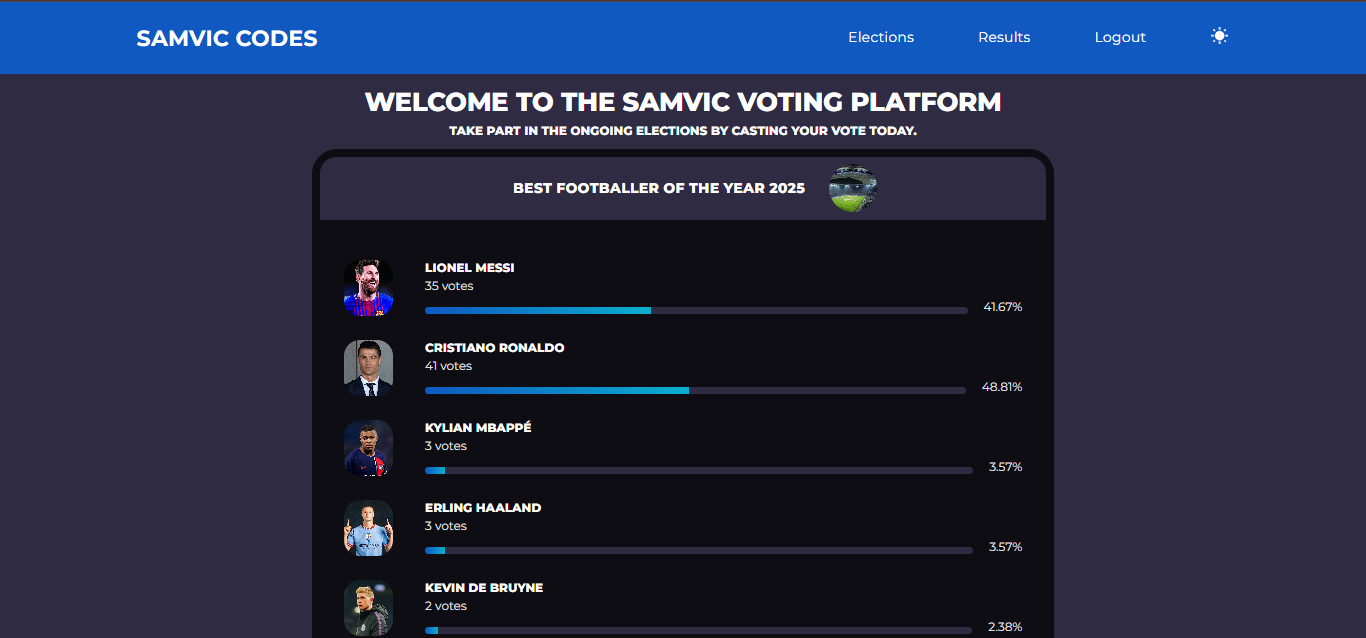 SAMVIC CODES
Elections
Results
Logout
WELCOME TO THE SAMVIC VOTING PLATFORM
TAKE PART IN THE ONGOING ELECTIONS BY CASTING YOUR VOTE TODAY.
BEST FOOTBALLER OF THE YEAR 2025
LIONEL MESSI
35 votes
41.67%
CRISTIANO RONALDO
41 votes
48.81%
KYLIAN MBAPPÉ
3 votes
3.57%
ERLING HAALAND
3 votes
3.57%
KEVIN DE BRUYNE
2 votes
2.38%